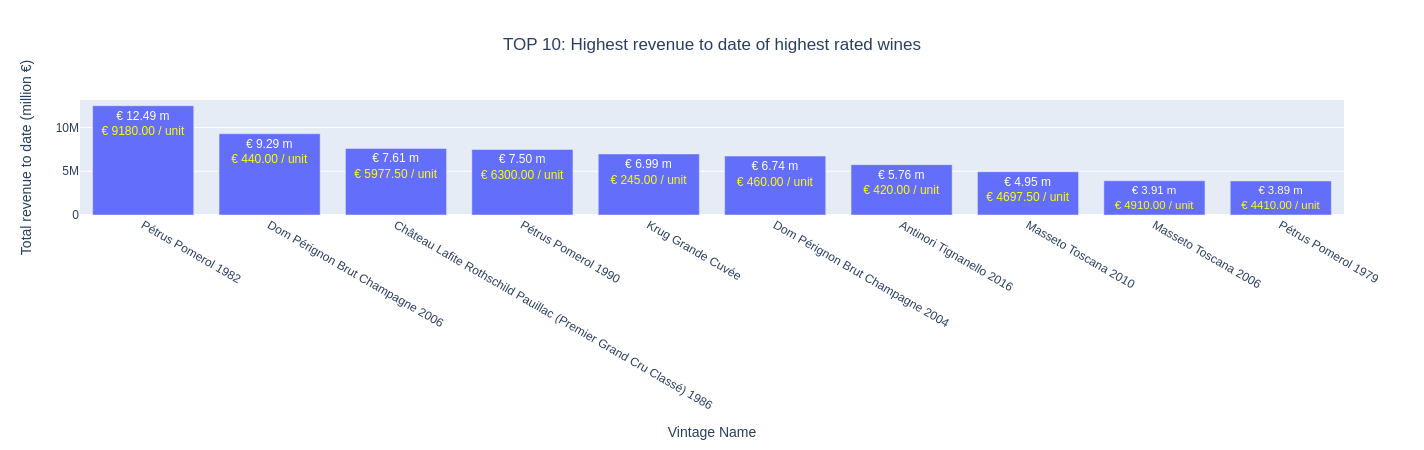 TOP 10: Highest revenue to date of highest rated wines
Total revenue to date (million €)
10M
5M
0
€ 12.49 m
€ 9180.00 / unit
€ 9.29 m
€ 440.00 / unit
€ 7.61 m
€ 5977.50 / unit
€ 7.50 m
€ 6300.00 / unit
€ 6.99 m
€ 245.00 / unit
€ 6.74 m
€ 460.00 / unit
€ 5.76 m
€ 420.00 / unit
€ 4.95 m
€ 4697.50 / unit
€ 3.91 m
€ 4910.00 / unit
€ 3.89 m
€ 4410.00 / unit
Pétrus Pomerol 1982
Dom Pérignon Brut Champagne 2006
Château Lafite Rothschild Pauillac (Premier Grand Cru Classé) 1986
Pétrus Pomerol 1990
Krug Grande Cuvée
Dom Pérignon Brut Champagne 2004
Antinori Tignanello 2016
Masseto Toscana 2010
Masseto Toscana 2006
Pétrus Pomerol 1979
Vintage Name